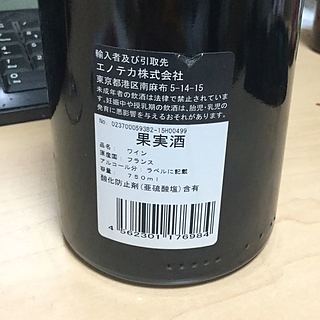 輸入者及び引取先
エノテカ株式会社
東京都港区南麻布5-14-15
未成年者の飲酒は法律で禁止されていま
す。妊娠中や授乳期の飲酒は、胎児・乳児の
発育に悪影響を与えるおそれがあります。
No. 0237000593B2-15H00499
果実酒
品名: ワイン
原産国: フランス
アルコール分: ラベルに記載
容量: 750ml
酸化防止剤(亜硫酸塩)含有
4562301176984